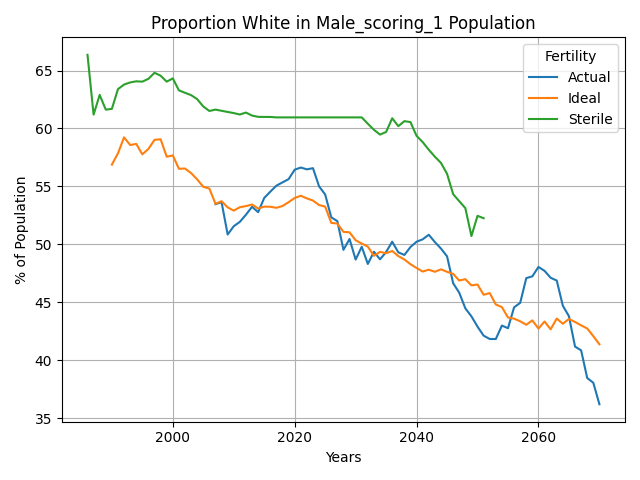 Proportion White in Male_scoring_1 Population
Fertility
Actual
Ideal
Sterile
% of Population
65
60
55
50
45
40
35
2000
2020
2040
2060
Years